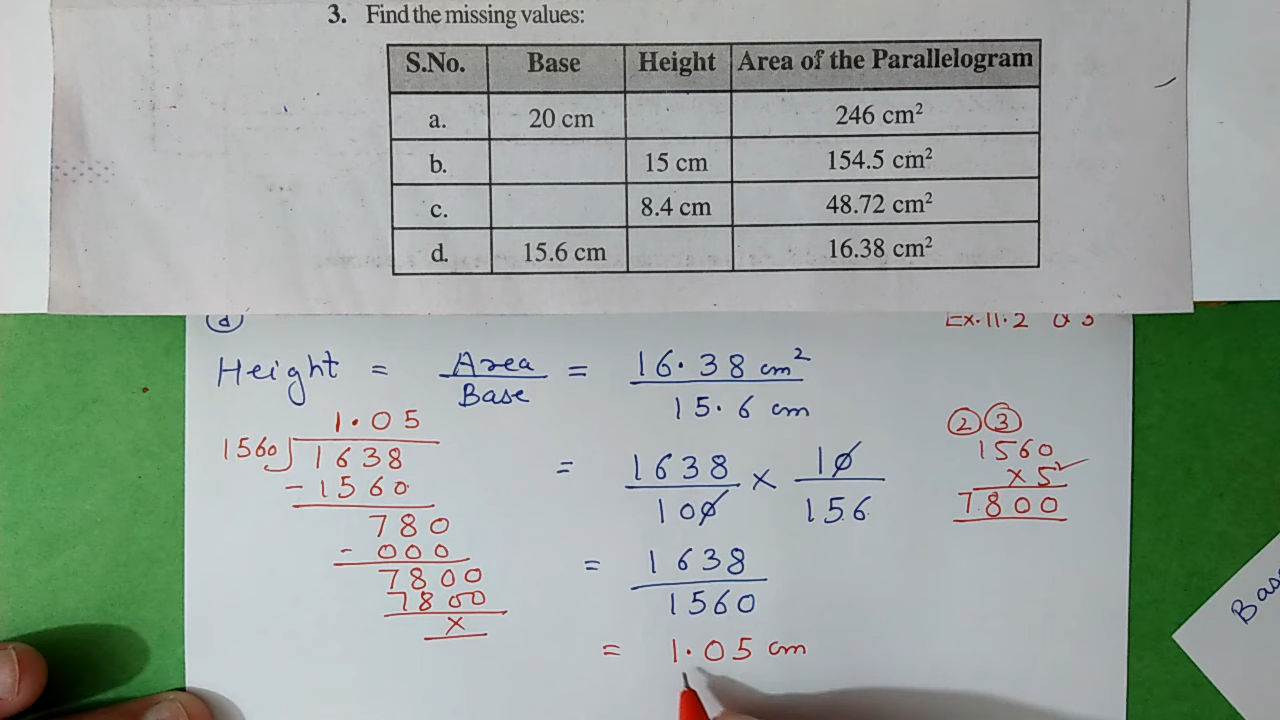 3. Find the missing values:
S.No. Base Height Area of the Parallelogram
a. 20 cm 246 cm²
b. 15 cm 154.5 cm²
c. 8.4 cm 48.72 cm²
d. 15.6 cm 16.38 cm²
Ex.11.2
Height = Area / Base = 16.38 cm² / 15.6 cm
1.05
1560 ) 1638
- 1560
780
- 000
7800
7800
x
= 1638 / 100 × 10 / 156
= 1638 / 1560
= 1.05 cm
② ③
1560
× 5
7800